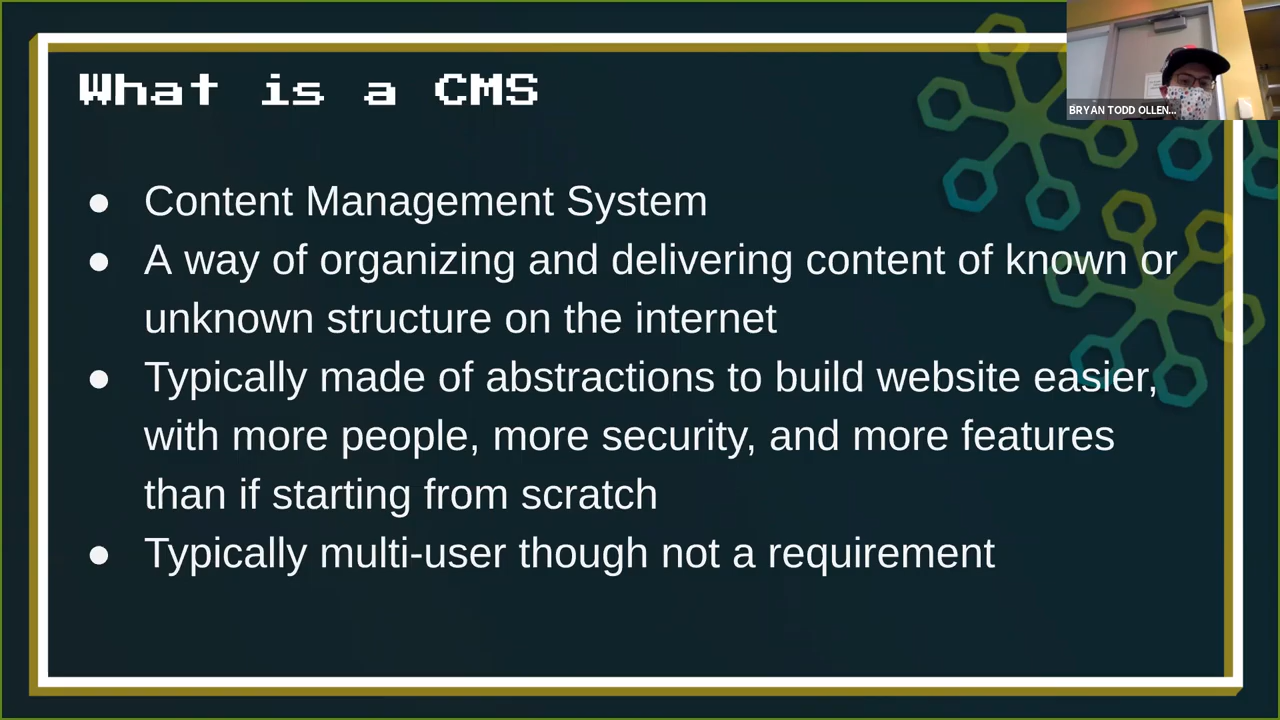 What is a CMS
BRYAN TODD OLLEN...
● Content Management System
● A way of organizing and delivering content of known or
unknown structure on the internet
● Typically made of abstractions to build website easier,
with more people, more security, and more features
than if starting from scratch
● Typically multi-user though not a requirement